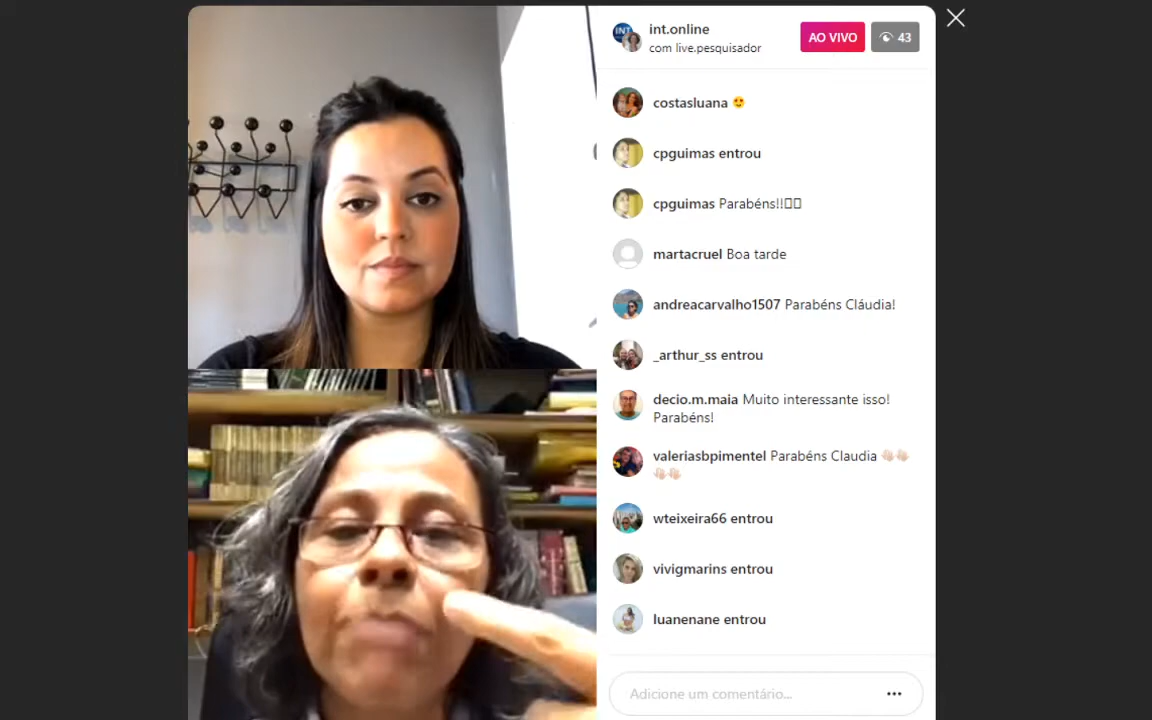 INT
int.online
com live.pesquisador
AO VIVO
43
costasluana 😍
cpguimas entrou
cpguimas Parabéns!!▯▯
martacruel Boa tarde
andreacarvalho1507 Parabéns Cláudia!
_arthur_ss entrou
decio.m.maia Muito interessante isso!
Parabéns!
valeriasbpimentel Parabéns Claudia 👏🏻👏🏻
👏🏻👏🏻
wteixeira66 entrou
vivigmarins entrou
luanenane entrou
Adicione um comentário...